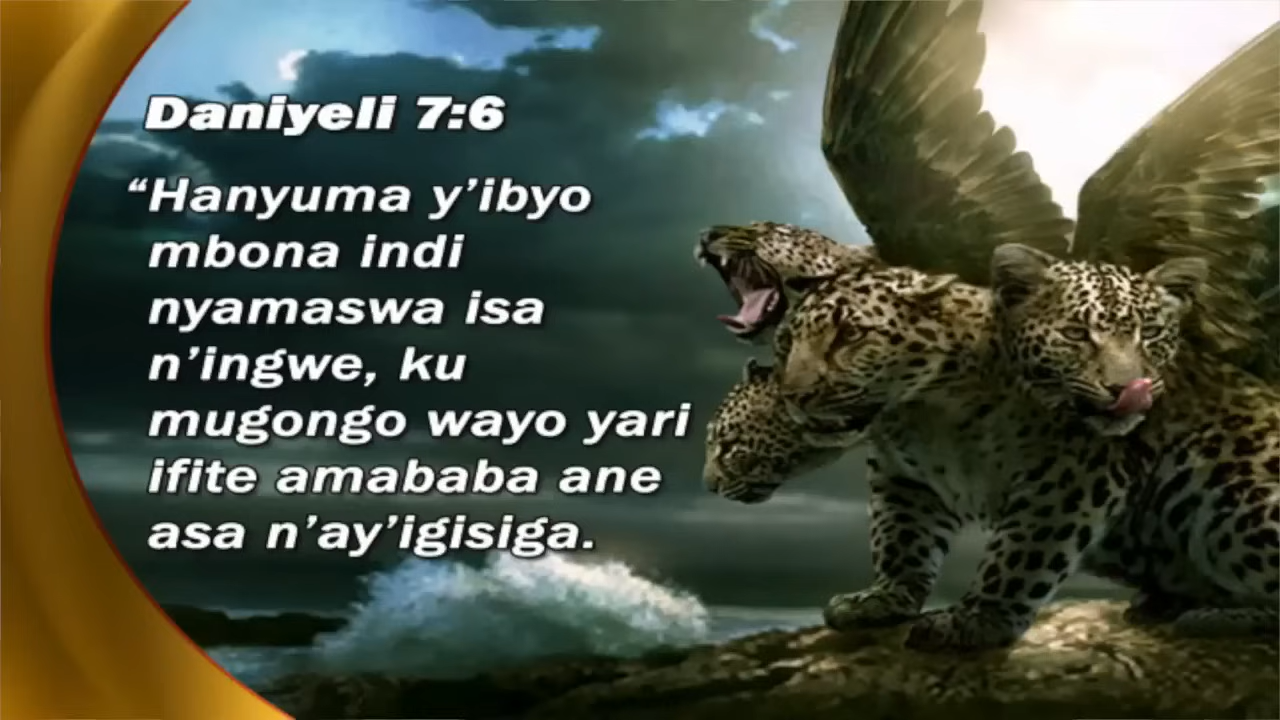 Daniyeli 7:6
“Hanyuma y’ibyo
mbona indi
nyamaswa isa
n’ingwe, ku
mugongo wayo yari
ifite amababa ane
asa n’ay’igisiga.